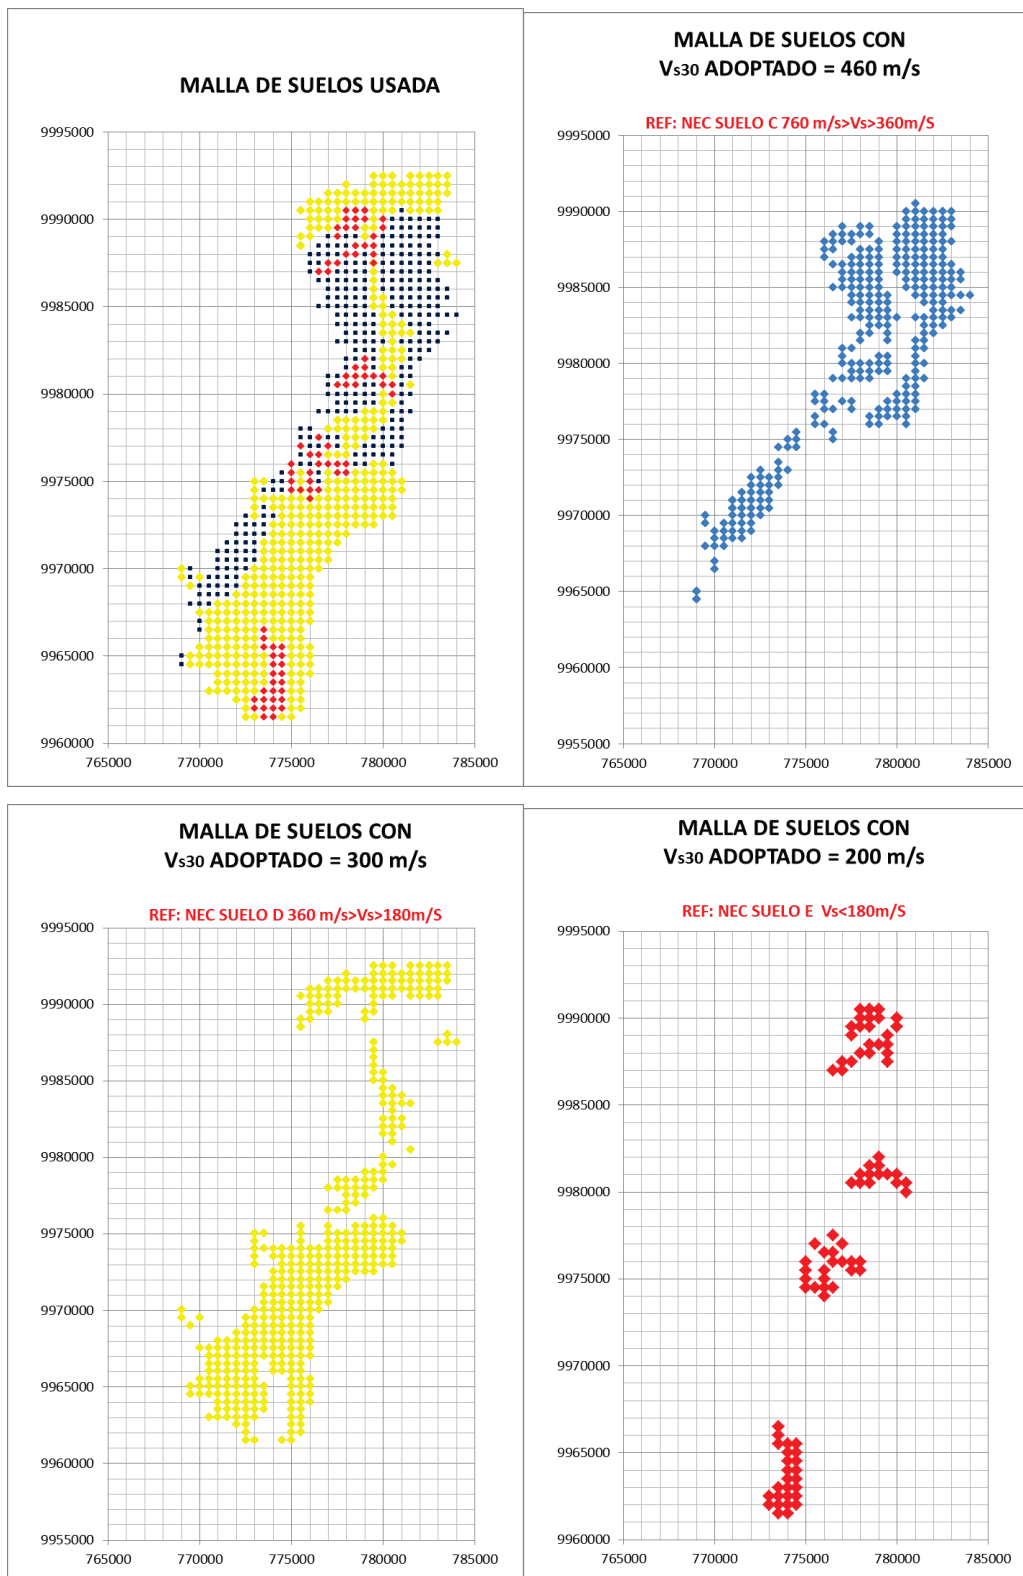 MALLA DE SUELOS USADA
9995000
9990000
9985000
9980000
9975000
9970000
9965000
9960000
765000 770000 775000 780000 785000
MALLA DE SUELOS CON
Vs30 ADOPTADO = 460 m/s
REF: NEC SUELO C 760 m/s>Vs>360m/S
9995000
9990000
9985000
9980000
9975000
9970000
9965000
9960000
9955000
765000 770000 775000 780000 785000
MALLA DE SUELOS CON
Vs30 ADOPTADO = 300 m/s
REF: NEC SUELO D 360 m/s>Vs>180m/S
9995000
9990000
9985000
9980000
9975000
9970000
9965000
9960000
9955000
765000 770000 775000 780000 785000
MALLA DE SUELOS CON
Vs30 ADOPTADO = 200 m/s
REF: NEC SUELO E Vs<180m/S
9995000
9990000
9985000
9980000
9975000
9970000
9965000
9960000
765000 770000 775000 780000 785000